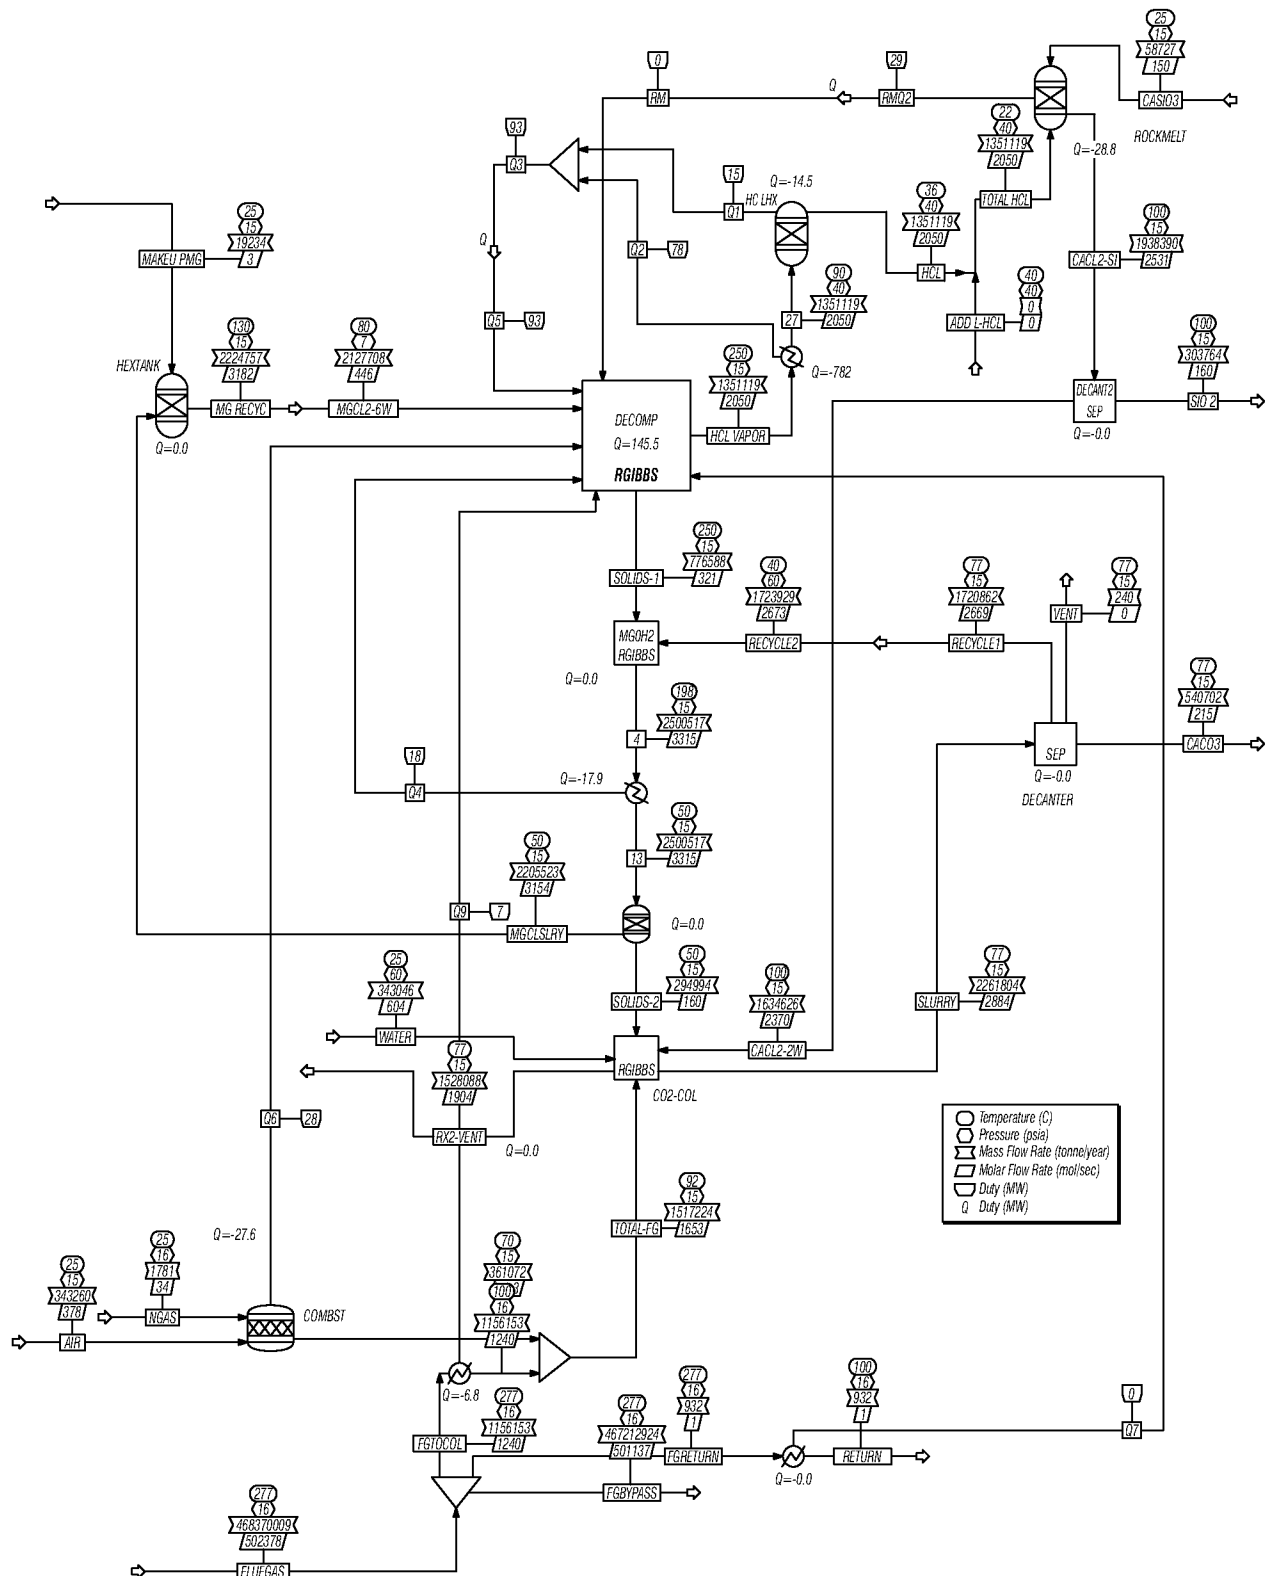 25
15
58727
150
CASIO3
ROCKMELT
0
RM
Q
29
RMQ2
22
40
1351119
2050
TOTAL HCL
Q=-28.8
93
Q3
15
Q1
HC LHX
Q=-14.5
36
40
1351119
2050
HCL
100
15
1938390
2531
CACL2-SI
25
15
19234
3
MAKEU PMG
Q
Q2
78
90
40
1351119
2050
27
40
40
0
0
ADD L-HCL
Q5
93
HEXTANK
130
15
2224757
3182
MG RECYC
80
7
2127708
446
MGCL2-6W
Q=0.0
250
15
1351119
2050
HCL VAPOR
Q=-782
100
15
303764
160
SIO 2
DECANT2
SEP
Q=-0.0
DECOMP
Q=145.5
RGIBBS
250
15
776588
321
SOLIDS-1
40
60
1723929
2673
RECYCLE2
77
15
1720862
2669
RECYCLE1
77
15
240
0
VENT
MGOH2
RGIBBS
Q=0.0
198
15
2500517
3315
4
77
15
540702
215
CACO3
SEP
Q=-0.0
DECANTER
18
Q4
Q=-17.9
50
15
2500517
3315
13
50
15
2205523
3154
MGCLSLRY
Q9
7
Q=0.0
25
60
343046
604
WATER
50
15
294994
160
SOLIDS-2
100
15
1634626
2370
CACL2-2W
77
15
2261804
2884
SLURRY
77
15
1528088
1904
RX2-VENT
RGIBBS
CO2-COL
Q=0.0
Q6
28
Temperature (C)
Pressure (psia)
Mass Flow Rate (tonne/year)
Molar Flow Rate (mol/sec)
Duty (MW)
Q Duty (MW)
92
15
1517224
1653
TOTAL-FG
Q=-27.6
25
15
343260
378
AIR
25
16
1781
34
NGAS
COMBST
70
15
361072
100
16
1156153
1240
Q=-6.8
277
16
1156153
1240
FGTOCOL
277
16
467212924
501137
FGBYPASS
277
16
932
1
FGRETURN
Q=-0.0
100
16
932
1
RETURN
0
Q7
277
16
468370009
502378
FLUEGAS